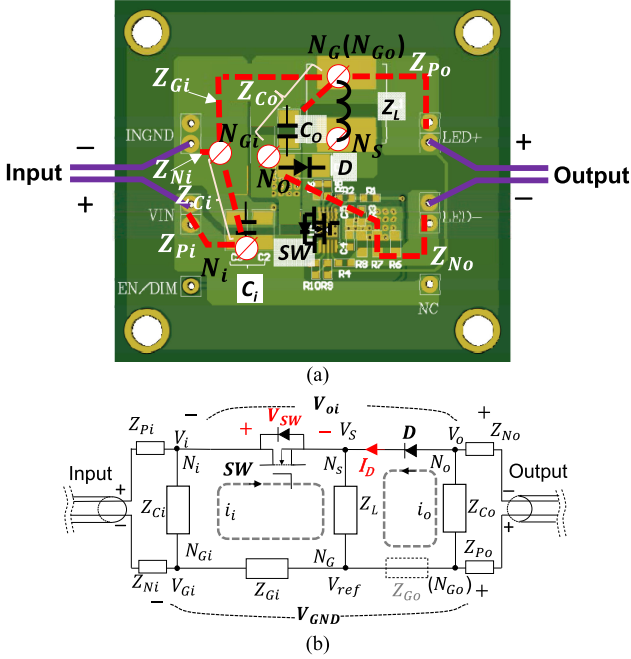 N_G(N_Go)
Z_Gi
Z_Co
Z_Po
Z_L
C_O
INGND
N_Gi
LED+
−
N_S
+
Z_Ni
D
Input
N_O
Output
Z_Ci
R2 R1
+
VIN
LED−
−
SW
Z_Pi
N_i
C2
R8 R7 R6
Z_No
R4
C_i
R10R9
EN/DIM
NC
(a)
− V_oi +
+ V_SW −
Z_Pi V_i V_S D V_o Z_No
I_D
Input N_i SW N_s N_o Output
+ −
Z_Ci i_i Z_L i_o Z_Co
− +
N_Gi N_G Z_Po
Z_Ni V_Gi Z_Gi V_ref Z_Go (N_Go)
− V_GND +
(b)